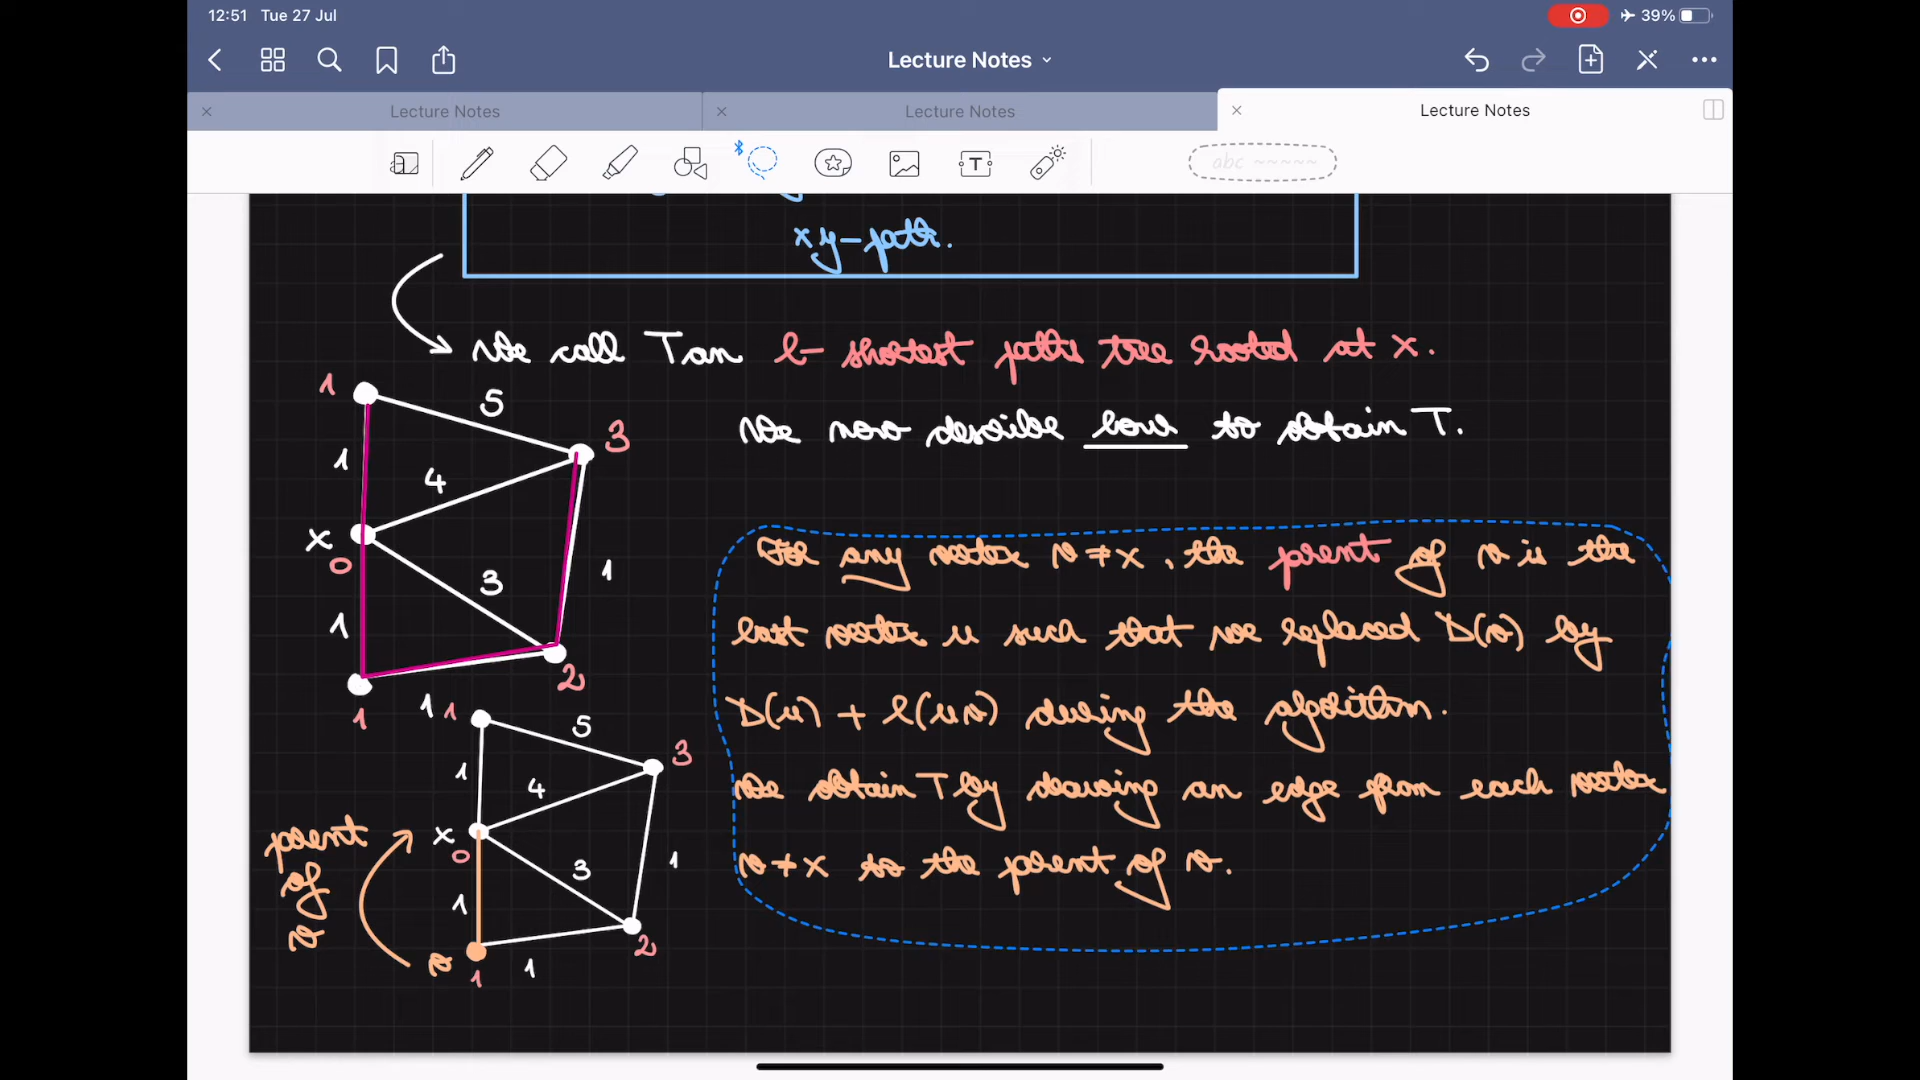 12:51 Tue 27 Jul
39%
Lecture Notes
Lecture Notes
Lecture Notes
Lecture Notes
abc ~~~~~
xy-path.
We call T an l-shortest paths tree rooted at x.
We now describe how to obtain T.
1
5
3
1
4
x
0
3
1
1
2
1
1
For any vertex v ≠ x, the parent of v is the
last vertex u such that we replaced D(v) by
D(u) + l(uv) during the algorithm.
We obtain T by drawing an edge from each vertex
v ≠ x to the parent of v.
1
5
3
1
4
x
0
3
1
1
2
v
1
1
parent
of
v